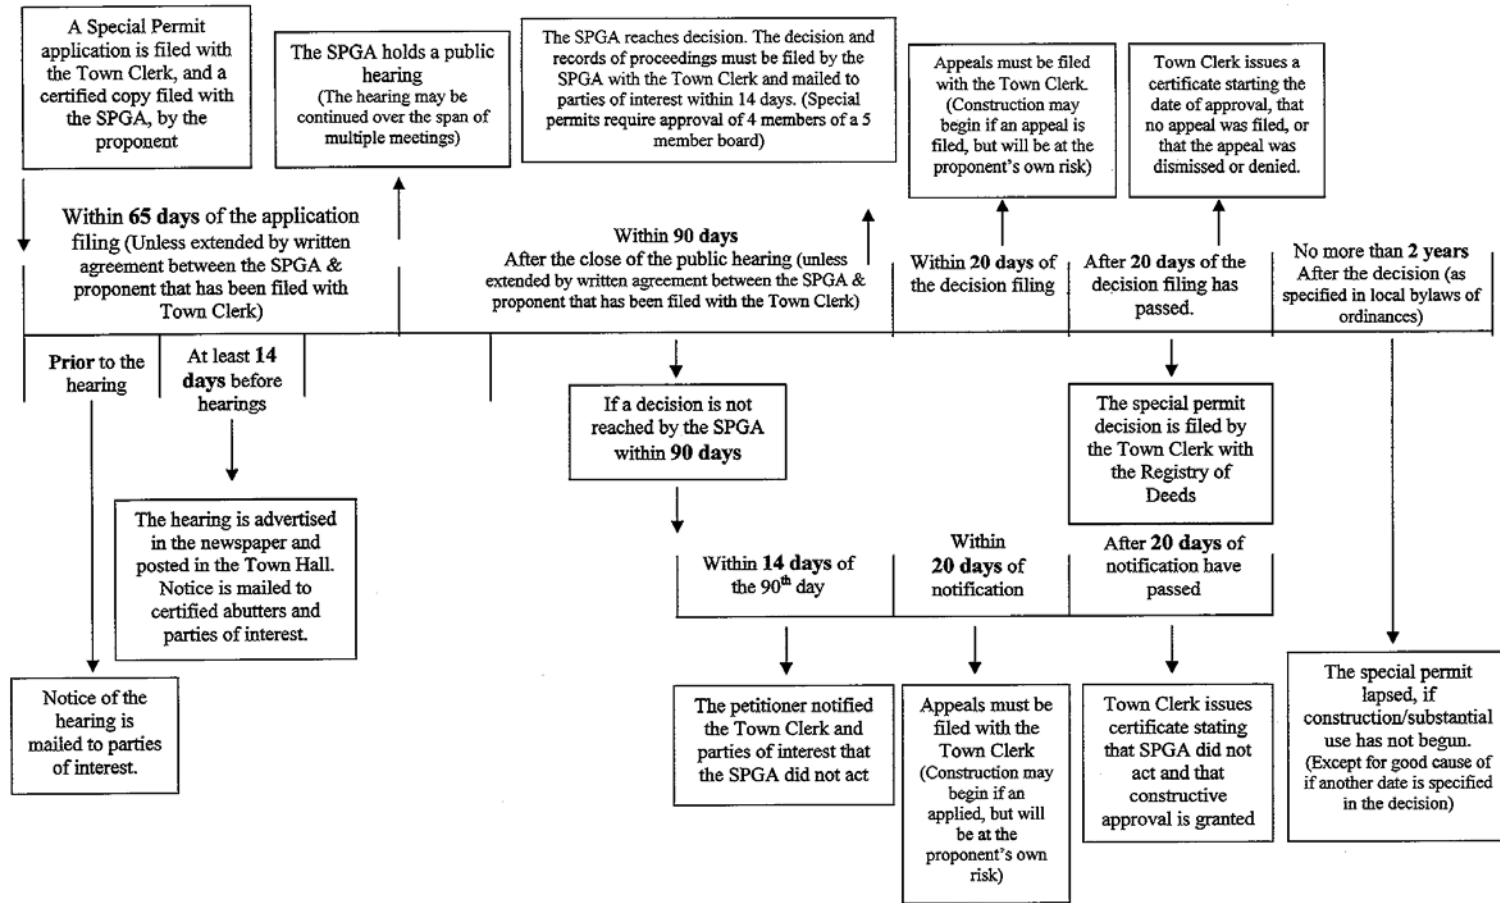 A Special Permit
application is filed with
the Town Clerk, and a
certified copy filed with
the SPGA, by the
proponent
The SPGA holds a public
hearing
(The hearing may be
continued over the span of
multiple meetings)
The SPGA reaches decision. The decision and
records of proceedings must be filed by the
SPGA with the Town Clerk and mailed to
parties of interest within 14 days. (Special
permits require approval of 4 members of a 5
member board)
Appeals must be filed
with the Town Clerk.
(Construction may
begin if an appeal is
filed, but will be at the
proponent's own risk)
Town Clerk issues a
certificate starting the
date of approval, that
no appeal was filed, or
that the appeal was
dismissed or denied.
Within 65 days of the application
filing (Unless extended by written
agreement between the SPGA &
proponent that has been filed with
Town Clerk)
Within 90 days
After the close of the public hearing (unless
extended by written agreement between the SPGA &
proponent that has been filed with the Town Clerk)
Within 20 days of
the decision filing
After 20 days of the
decision filing has
passed.
No more than 2 years
After the decision (as
specified in local bylaws of
ordinances)
Prior to the
hearing
At least 14
days before
hearings
If a decision is not
reached by the SPGA
within 90 days
The special permit
decision is filed by
the Town Clerk with
the Registry of
Deeds
The hearing is advertised
in the newspaper and
posted in the Town Hall.
Notice is mailed to
certified abutters and
parties of interest.
Within 14 days of
the 90th day
Within
20 days of
notification
After 20 days of
notification have
passed
Notice of the
hearing is
mailed to parties
of interest.
The petitioner notified
the Town Clerk and
parties of interest that
the SPGA did not act
Appeals must be
filed with the
Town Clerk
(Construction may
begin if an
applied, but will
be at the
proponent's own
risk)
Town Clerk issues
certificate stating
that SPGA did not
act and that
constructive
approval is granted
The special permit
lapsed, if
construction/substantial
use has not begun.
(Except for good cause of
if another date is specified
in the decision)